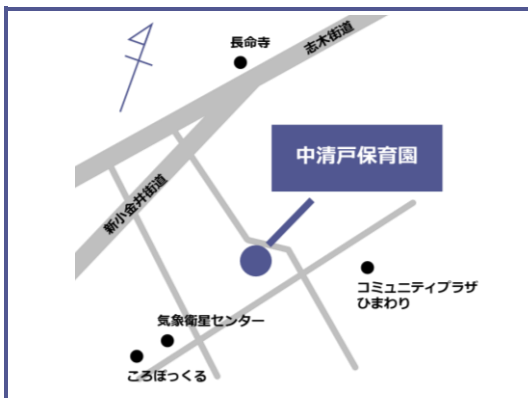 長命寺
志木街道
中清戸保育園
新小金井街道
コミュニティプラザ
ひまわり
気象衛星センター
ころぽっくる